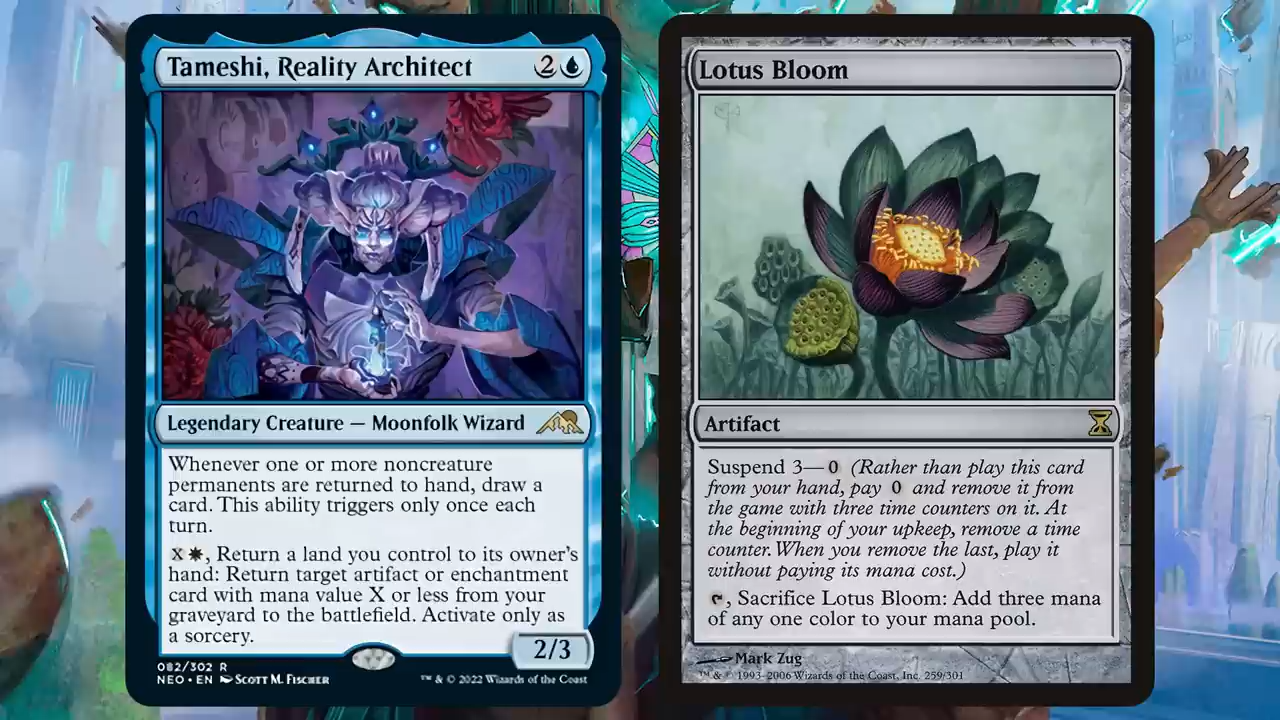 Tameshi, Reality Architect 2
Legendary Creature — Moonfolk Wizard
Whenever one or more noncreature
permanents are returned to hand, draw a
card. This ability triggers only once each
turn.
X , Return a land you control to its owner's
hand: Return target artifact or enchantment
card with mana value X or less from your
graveyard to the battlefield. Activate only as
a sorcery.
2/3
082/302 R
NEO • EN Scott M. Fischer
™ & © 2022 Wizards of the Coast
Lotus Bloom
Artifact
Suspend 3—0 (Rather than play this card
from your hand, pay 0 and remove it from
the game with three time counters on it. At
the beginning of your upkeep, remove a time
counter. When you remove the last, play it
without paying its mana cost.)
, Sacrifice Lotus Bloom: Add three mana
of any one color to your mana pool.
Mark Zug
™ & © 1993-2006 Wizards of the Coast, Inc. 259/301